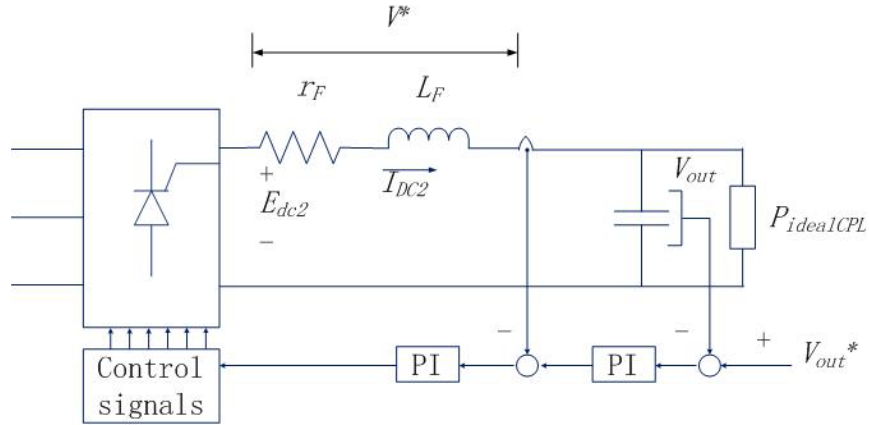 V*
r_F
L_F
+
E_dc2
−
I_DC2
V_out
P_idealCPL
−
−
+
V_out*
PI
PI
Control
signals